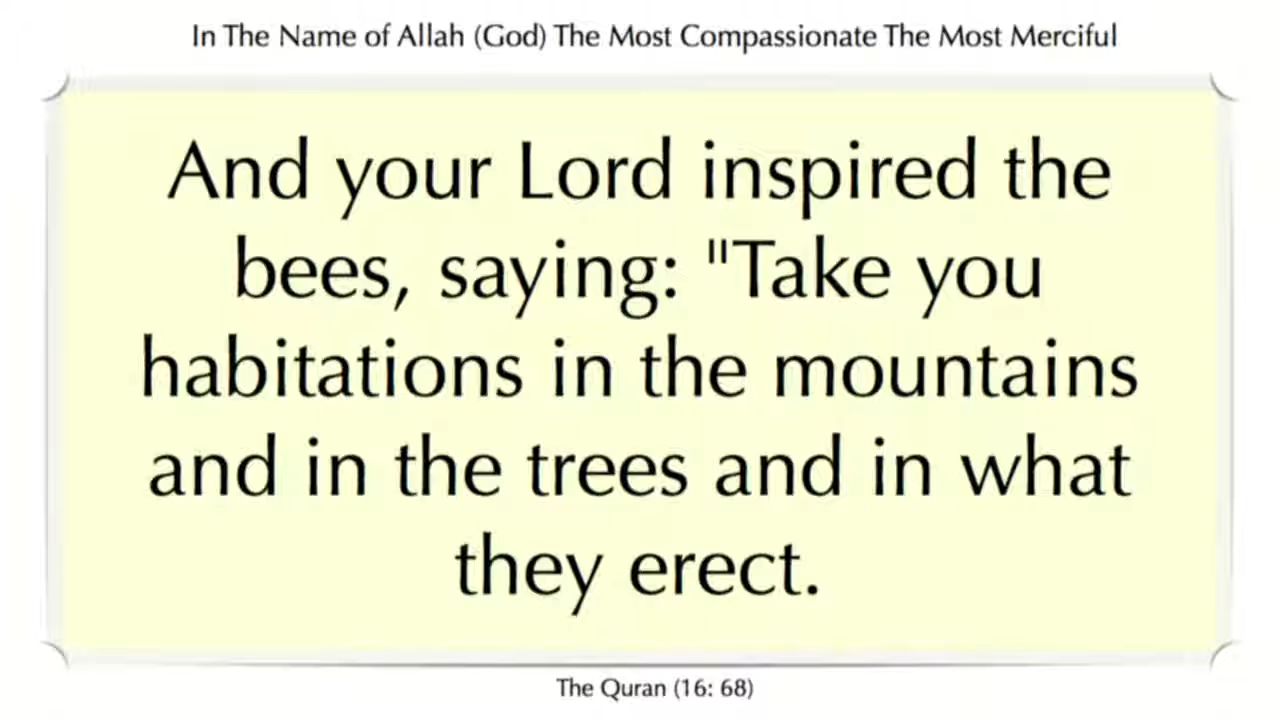 In The Name of Allah (God) The Most Compassionate The Most Merciful
And your Lord inspired the
bees, saying: "Take you
habitations in the mountains
and in the trees and in what
they erect.
The Quran (16: 68)